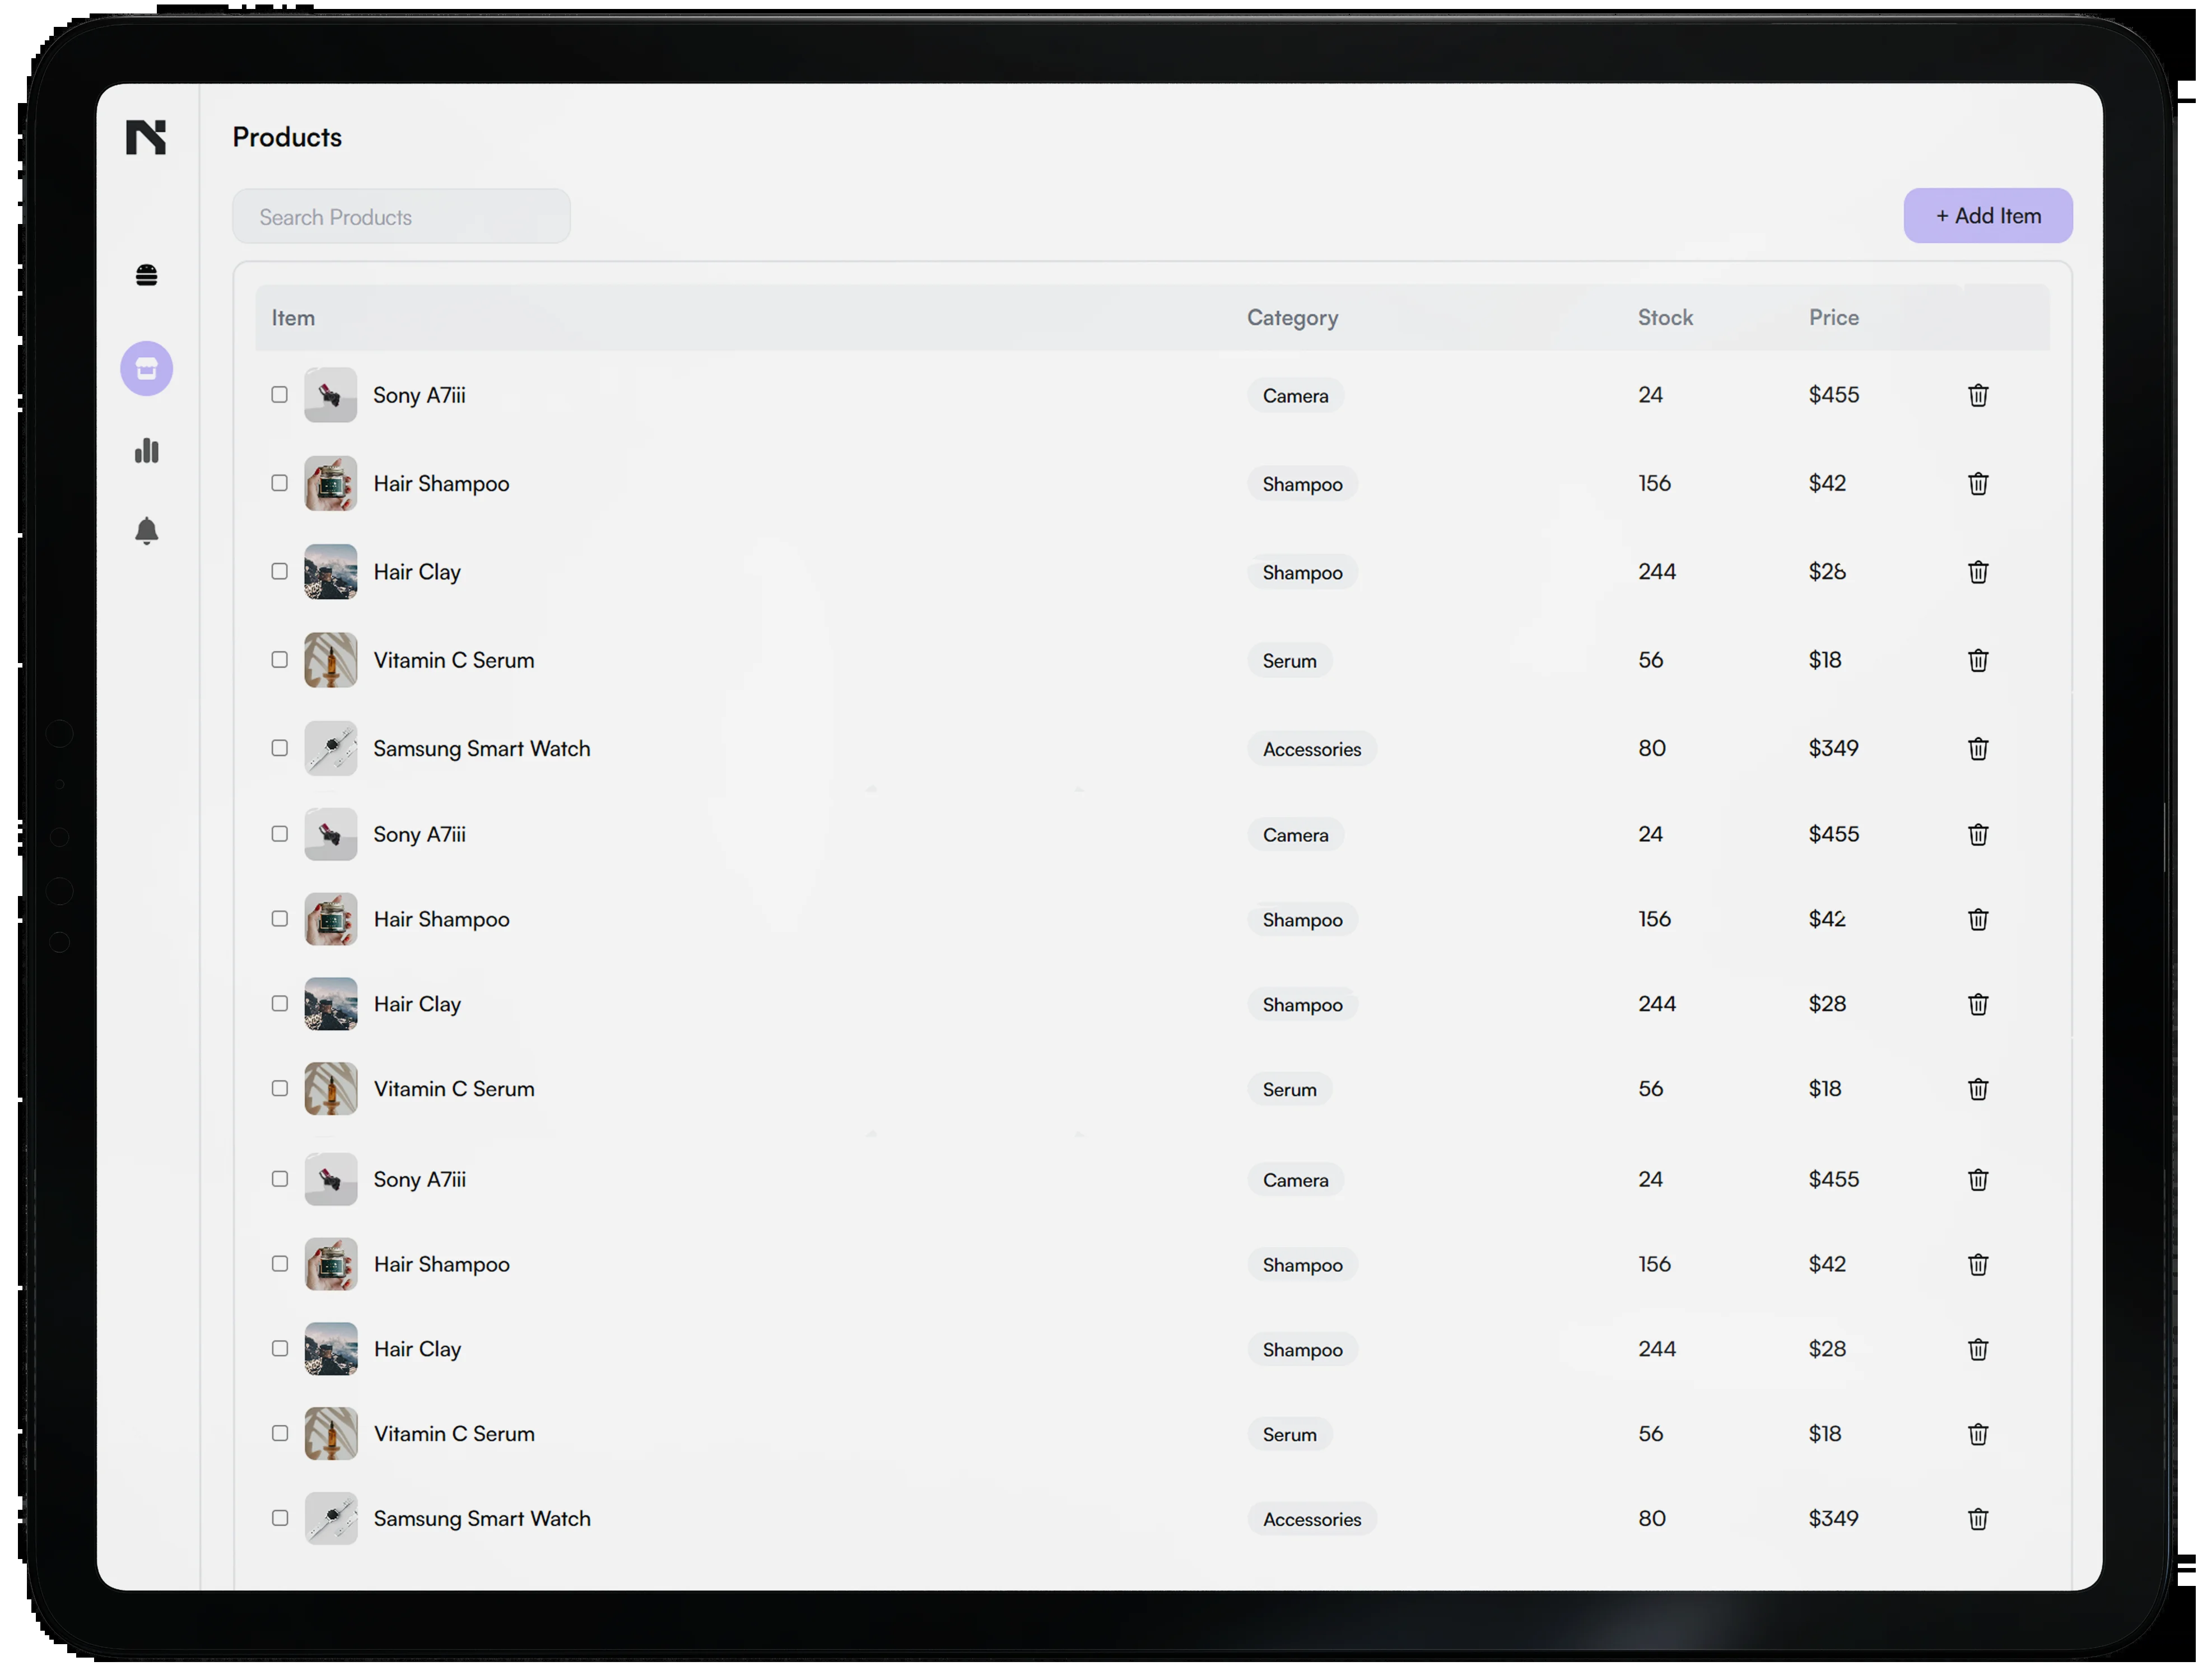 Products
Search Products
+ Add Item
Item Category Stock Price
Sony A7iii Camera 24 $455
Hair Shampoo Shampoo 156 $42
Hair Clay Shampoo 244 $28
Vitamin C Serum Serum 56 $18
Samsung Smart Watch Accessories 80 $349
Sony A7iii Camera 24 $455
Hair Shampoo Shampoo 156 $42
Hair Clay Shampoo 244 $28
Vitamin C Serum Serum 56 $18
Sony A7iii Camera 24 $455
Hair Shampoo Shampoo 156 $42
Hair Clay Shampoo 244 $28
Vitamin C Serum Serum 56 $18
Samsung Smart Watch Accessories 80 $349